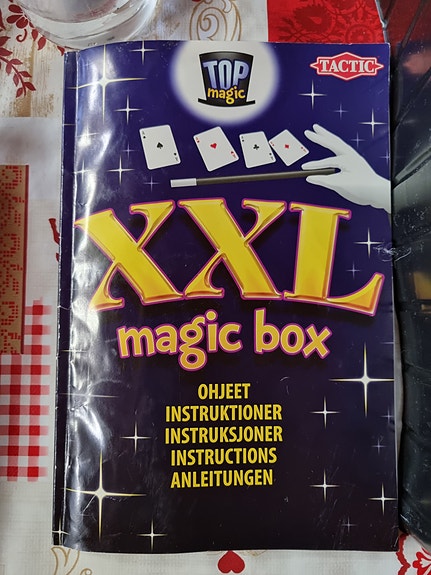 TOP
magic
TACTIC
XXL
magic box
OHJEET
INSTRUKTIONER
INSTRUKSJONER
INSTRUCTIONS
ANLEITUNGEN